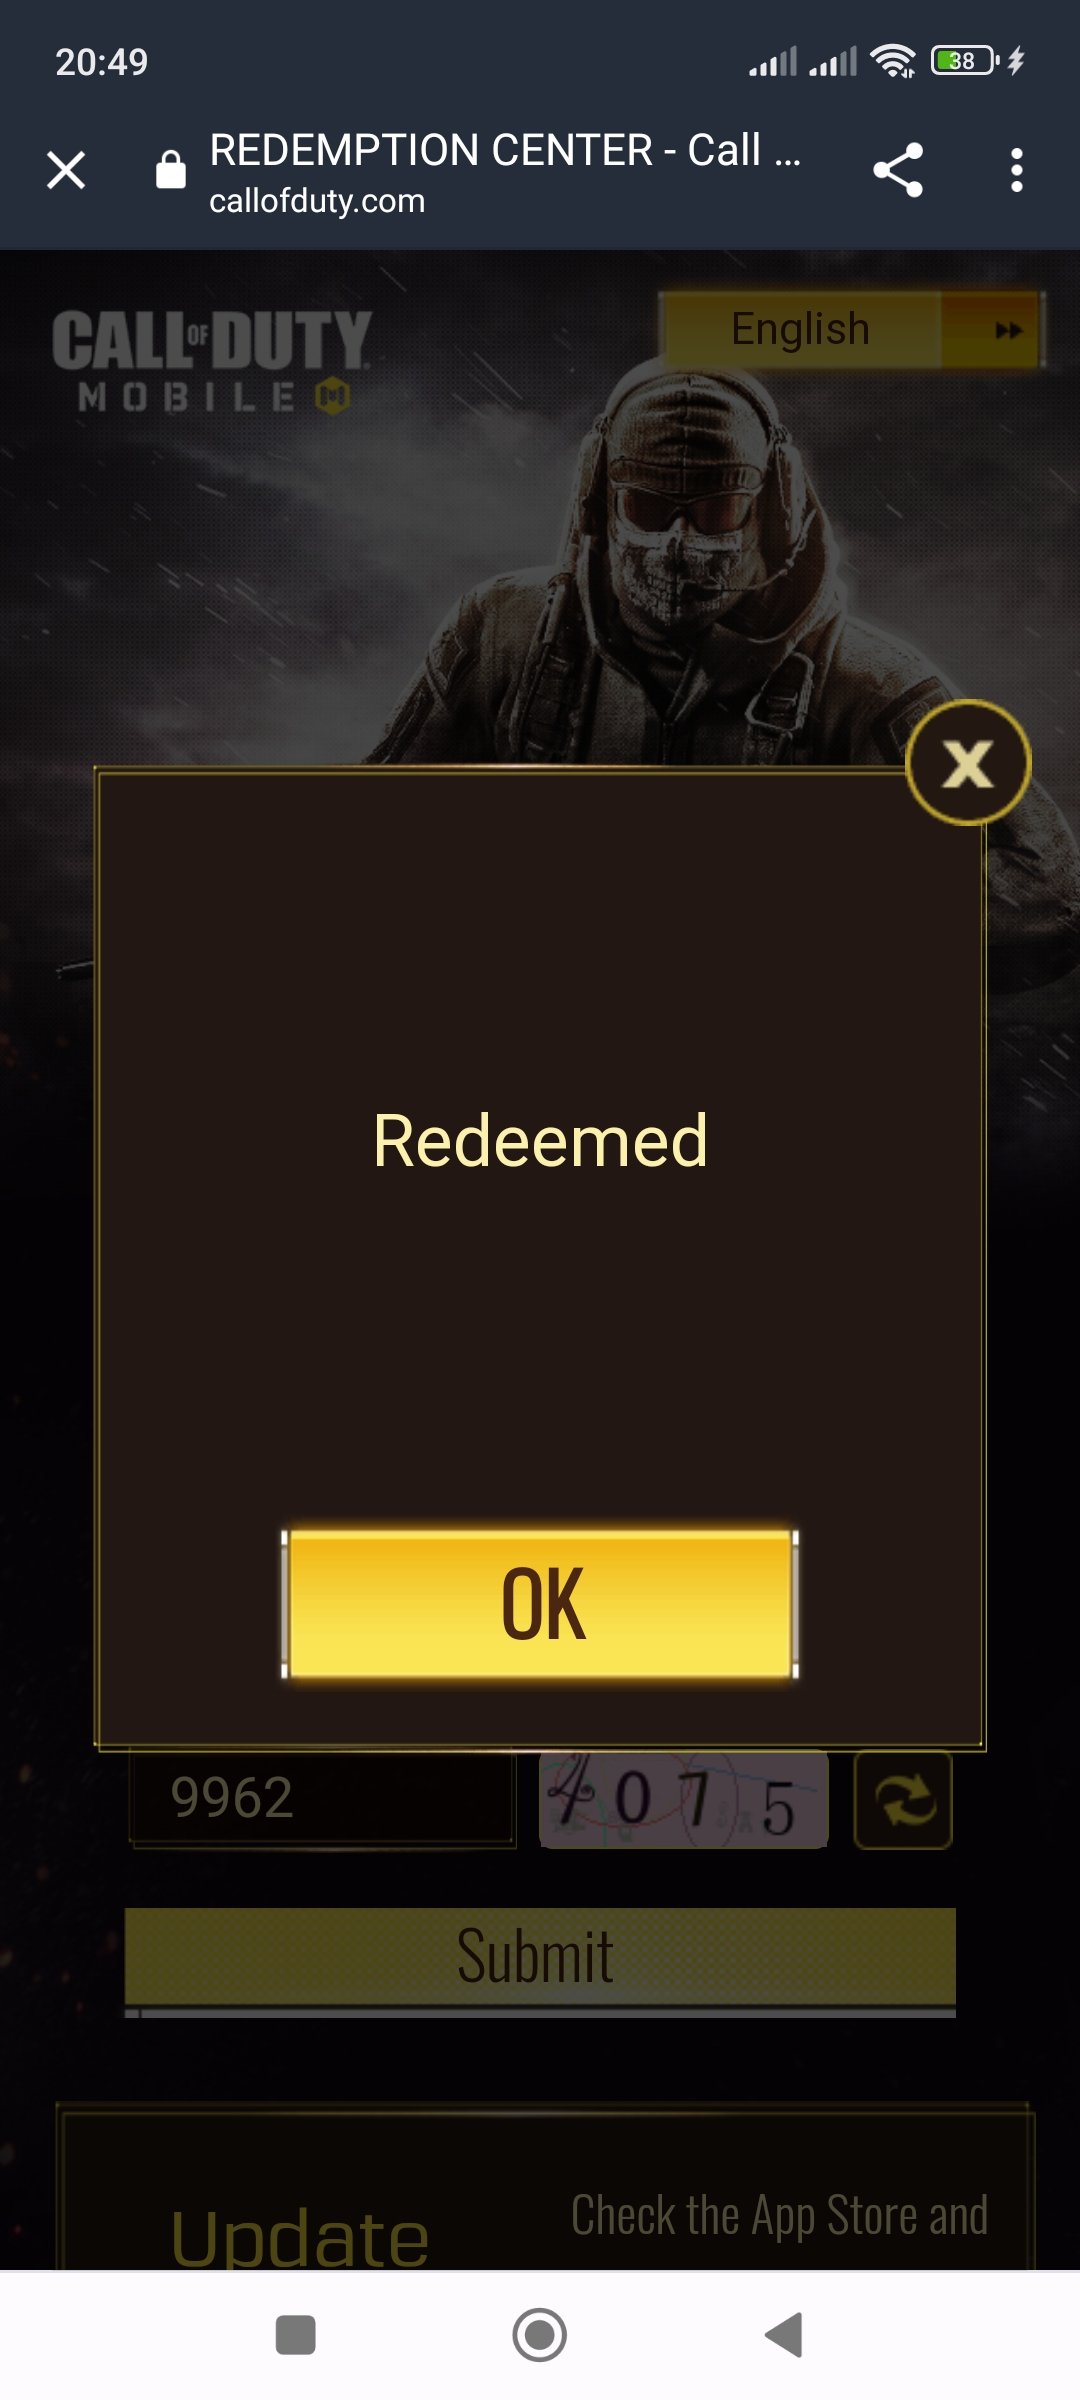 20:49
38
REDEMPTION CENTER - Call ...
callofduty.com
CALL OF DUTY
MOBILE
English
X
Redeemed
OK
9962
4075
Submit
Update
Check the App Store and